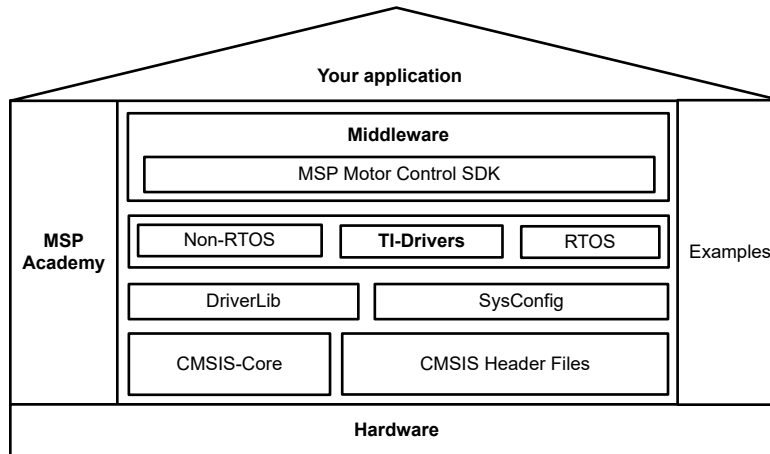 Your application
Middleware
MSP Motor Control SDK
MSP
Academy
Non-RTOS
TI-Drivers
RTOS
Examples
DriverLib
SysConfig
CMSIS-Core
CMSIS Header Files
Hardware